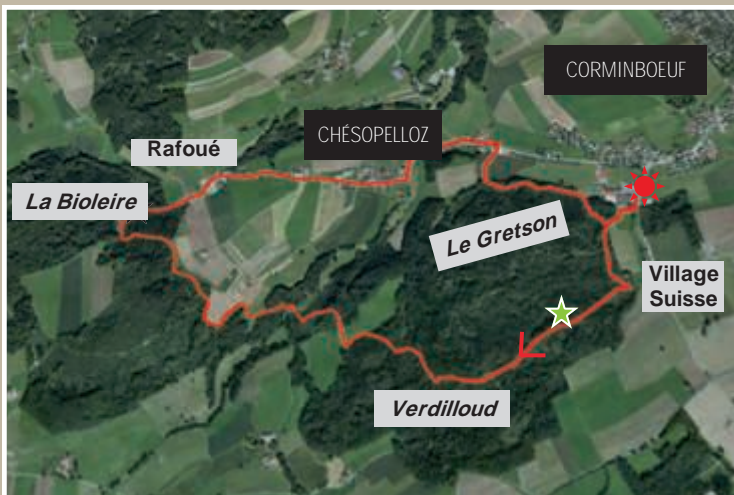 CORMINBOEUF
CHÉSOPELLOZ
Rafoué
La Bioleire
Le Gretson
Village
Suisse
Verdilloud